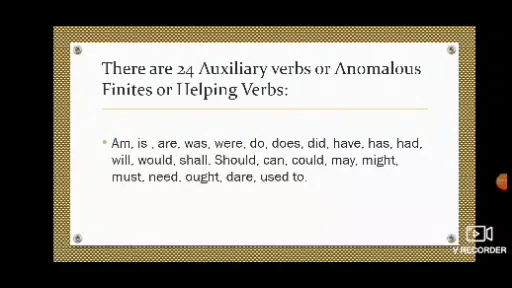 There are 24 Auxiliary verbs or Anomalous
Finites or Helping Verbs:
• Am, is , are, was, were, do, does, did, have, has, had,
will, would, shall. Should, can, could, may, might,
must, need, ought, dare, used to.
V RECORDER